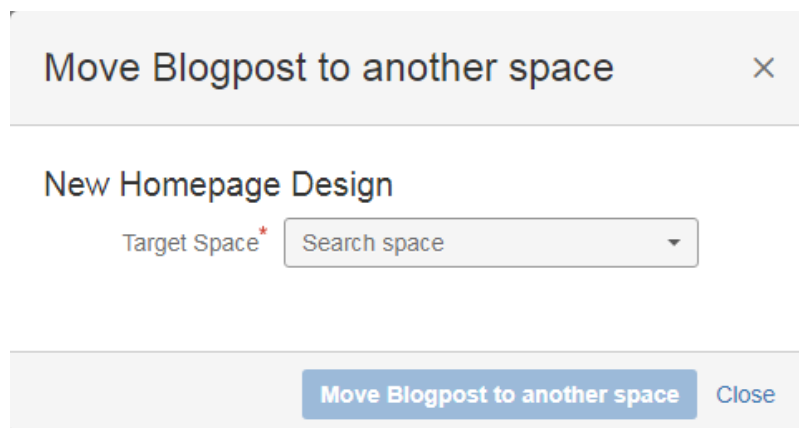 Move Blogpost to another space ×
New Homepage Design
Target Space* Search space
Move Blogpost to another space Close